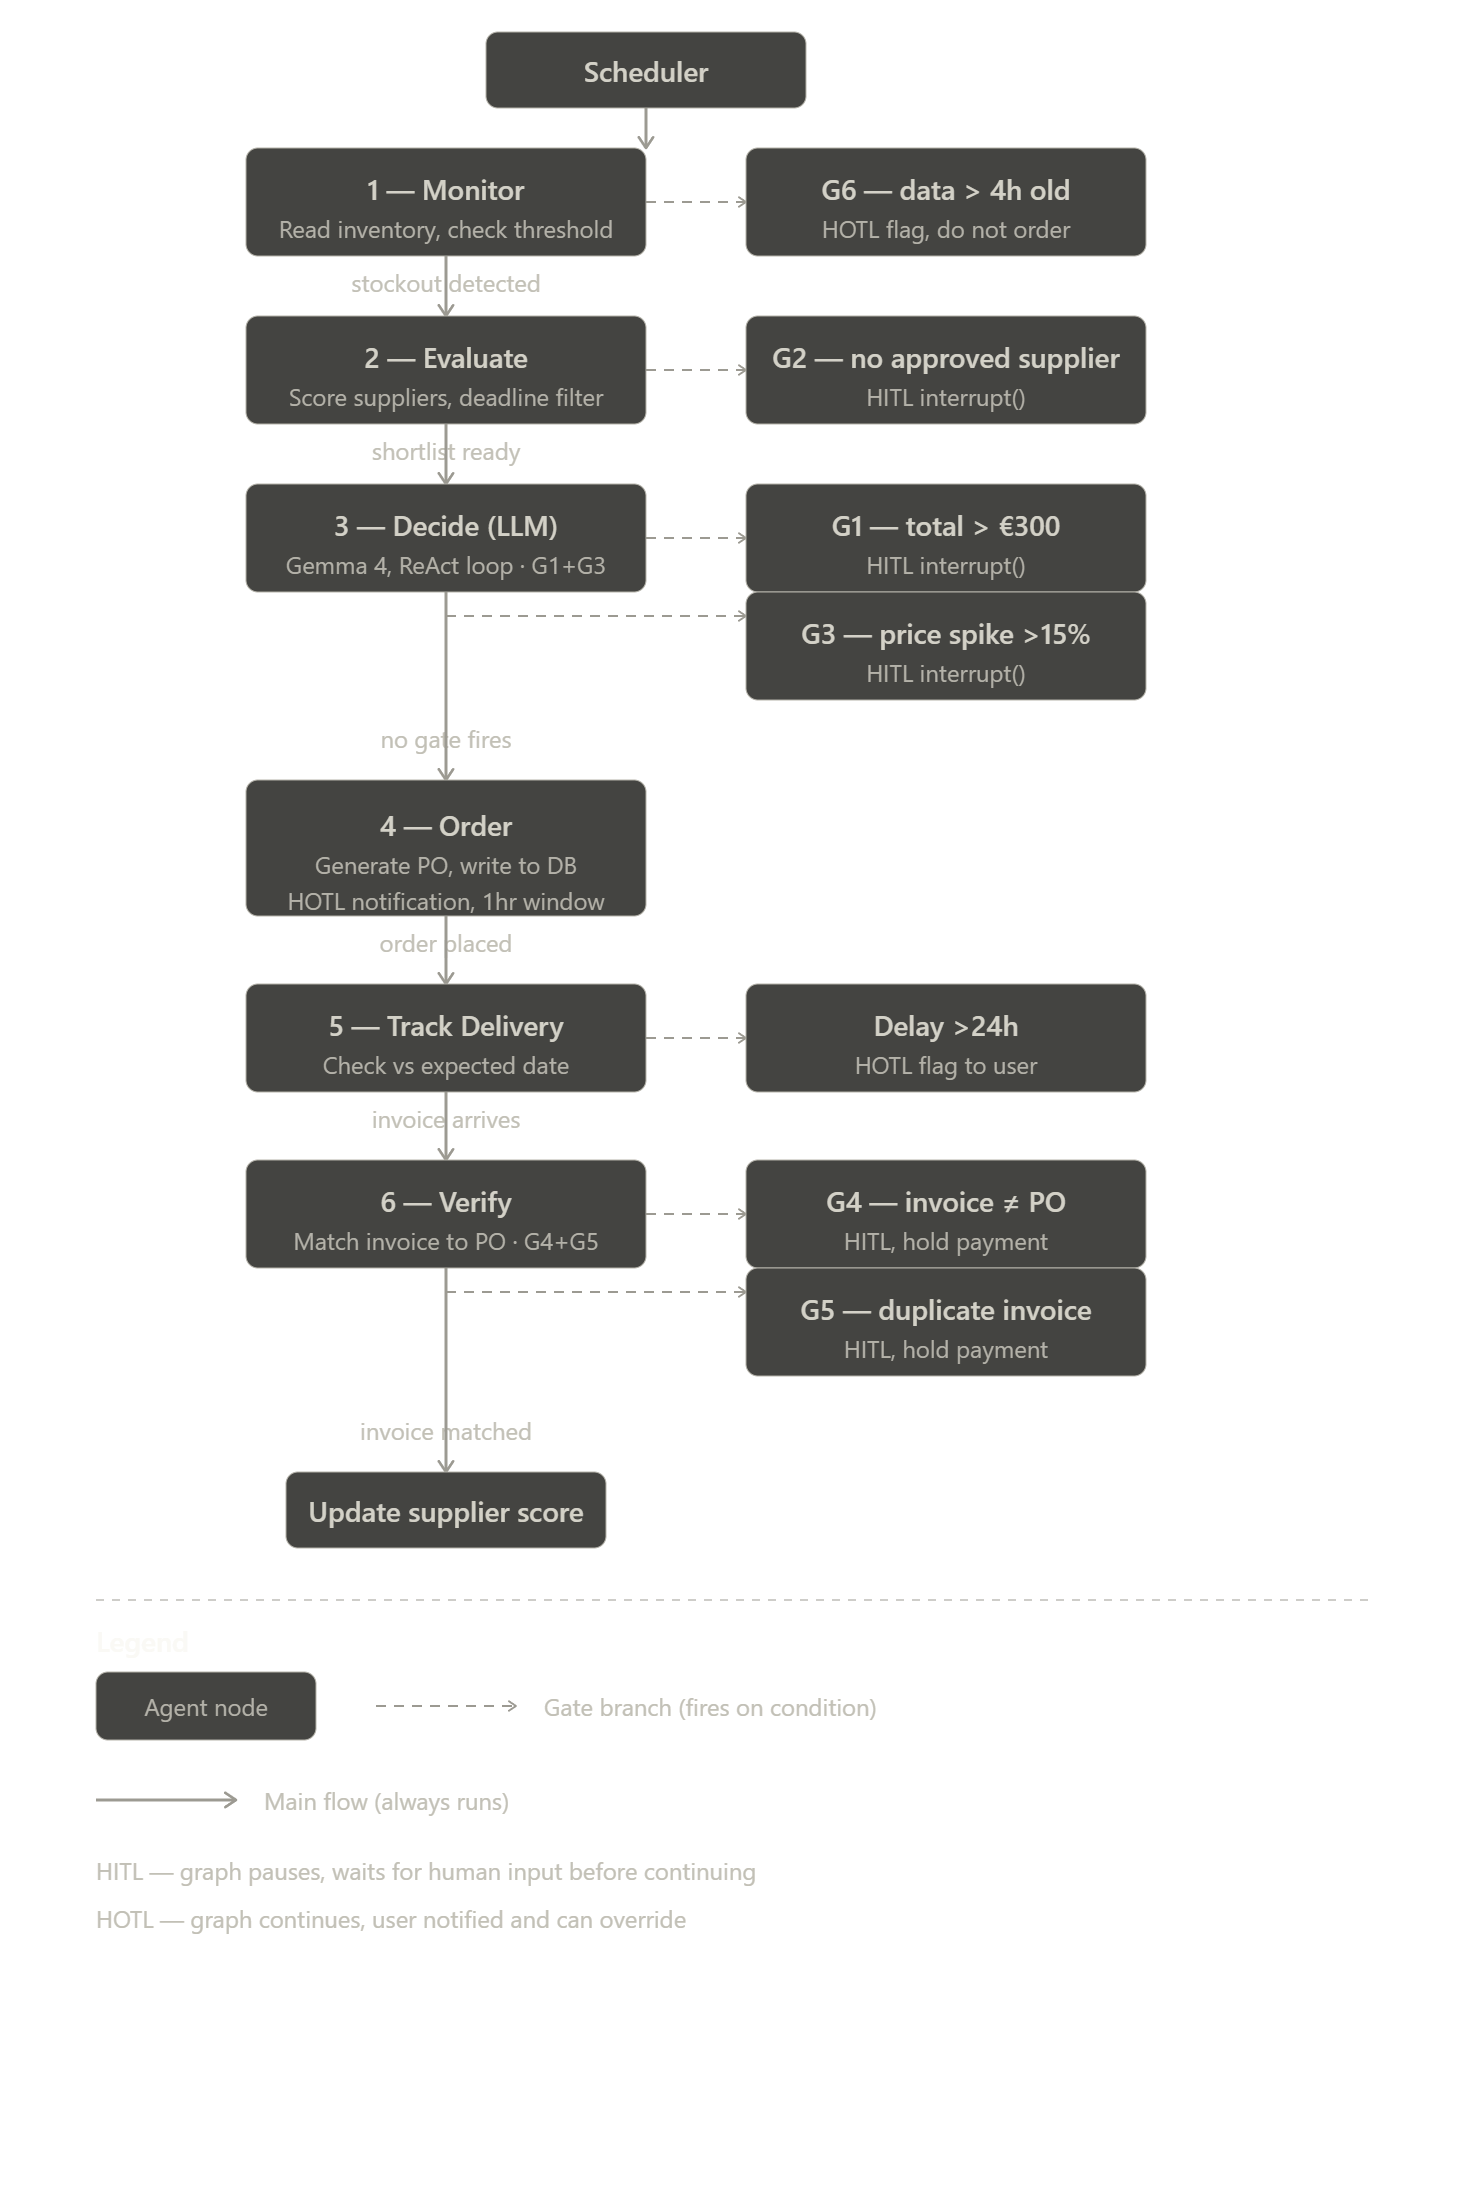 Scheduler
1 — Monitor
Read inventory, check threshold
G6 — data > 4h old
HOTL flag, do not order
stockout detected
2 — Evaluate
Score suppliers, deadline filter
G2 — no approved supplier
HITL interrupt()
shortlist ready
3 — Decide (LLM)
Gemma 4, ReAct loop · G1+G3
G1 — total > €300
HITL interrupt()
G3 — price spike >15%
HITL interrupt()
no gate fires
4 — Order
Generate PO, write to DB
HOTL notification, 1hr window
order placed
5 — Track Delivery
Check vs expected date
Delay >24h
HOTL flag to user
invoice arrives
6 — Verify
Match invoice to PO · G4+G5
G4 — invoice ≠ PO
HITL, hold payment
G5 — duplicate invoice
HITL, hold payment
invoice matched
Update supplier score
Legend
Agent node
Gate branch (fires on condition)
Main flow (always runs)
HITL — graph pauses, waits for human input before continuing
HOTL — graph continues, user notified and can override